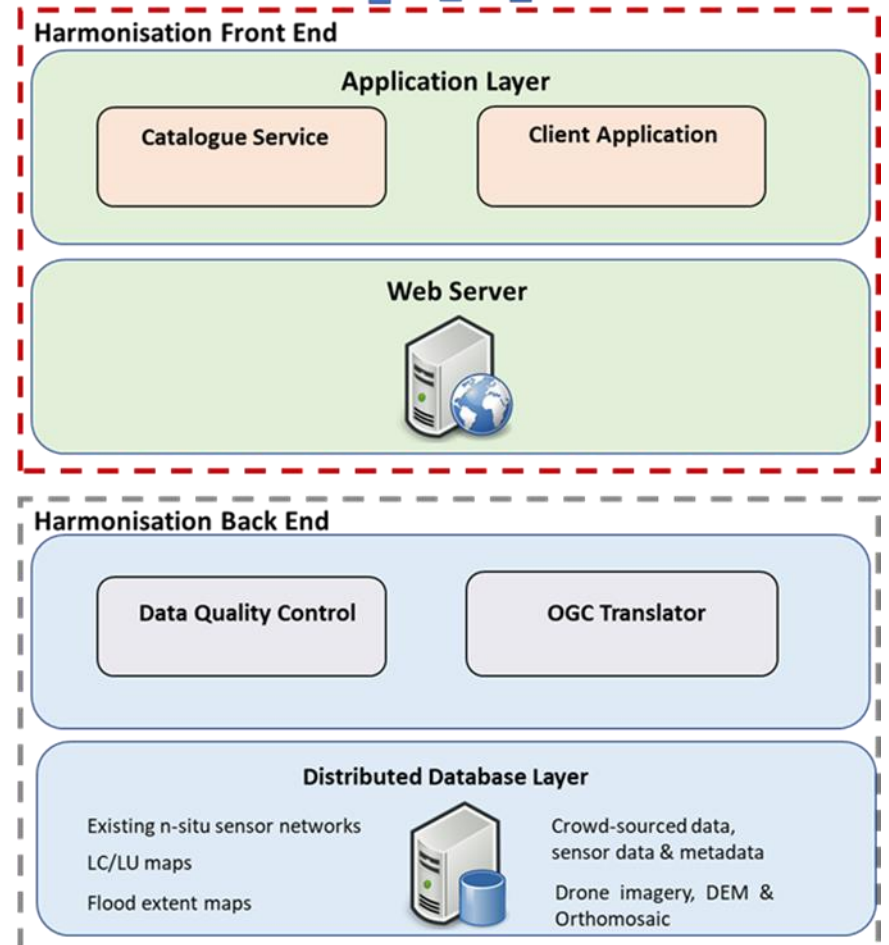 Harmonisation Front End
Application Layer
Catalogue Service
Client Application
Web Server
Harmonisation Back End
Data Quality Control
OGC Translator
Distributed Database Layer
Existing n-situ sensor networks
LC/LU maps
Flood extent maps
Crowd-sourced data,
sensor data & metadata
Drone imagery, DEM &
Orthomosaic